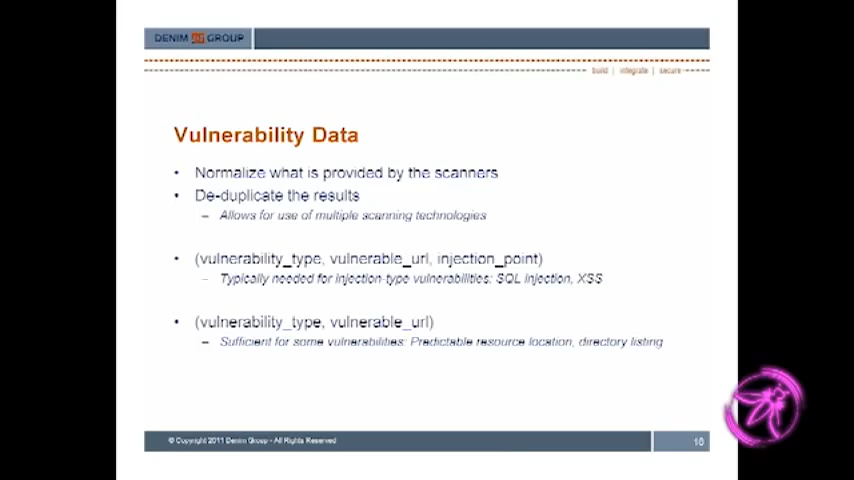 DENIM GROUP
build | integrate | secure
Vulnerability Data
• Normalize what is provided by the scanners
• De-duplicate the results
– Allows for use of multiple scanning technologies
• (vulnerability_type, vulnerable_url, injection_point)
– Typically needed for injection-type vulnerabilities: SQL injection, XSS
• (vulnerability_type, vulnerable_url)
– Sufficient for some vulnerabilities: Predictable resource location, directory listing
© Copyright 2011 Denim Group - All Rights Reserved